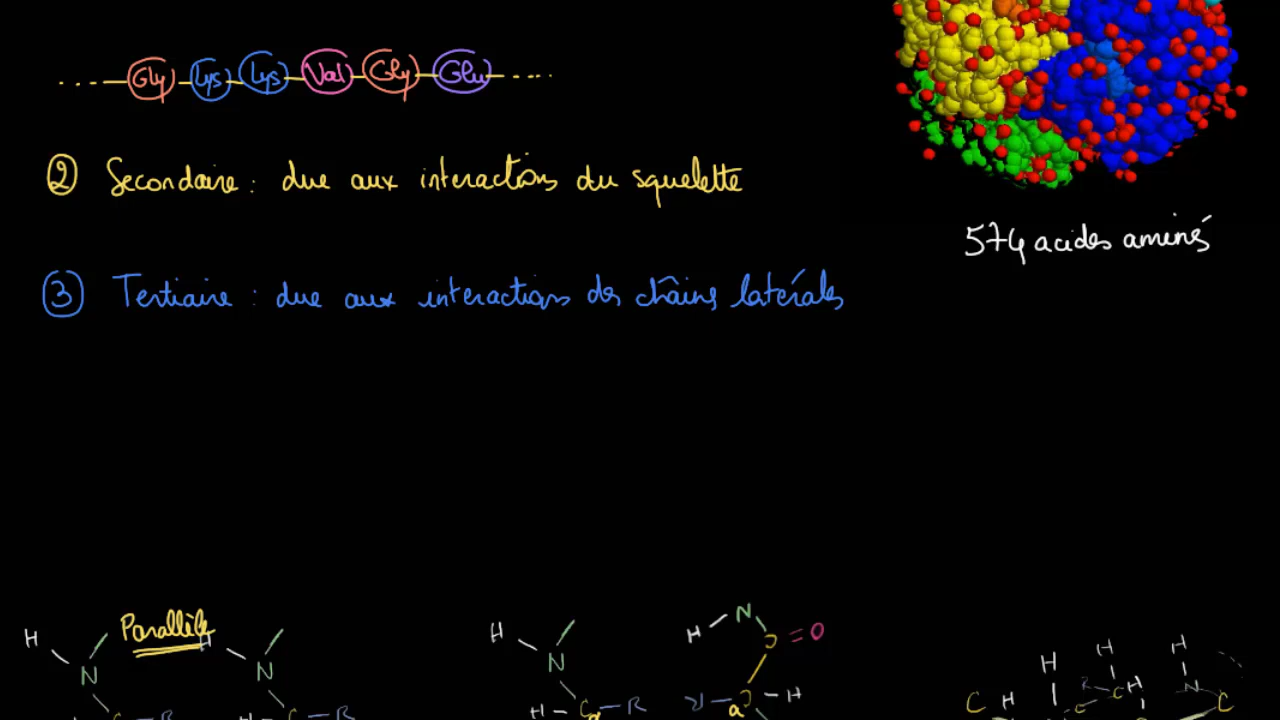 Gly Lys Lys Val Gly Glu
② Secondaire : due aux interactions du squelette
574 acides aminés
③ Tertiaire : due aux interactions des chaînes latérales
Parallèle
H H H N C =O
N N N R C H
C R H C R H C α R α
H H H
C H R C H N C